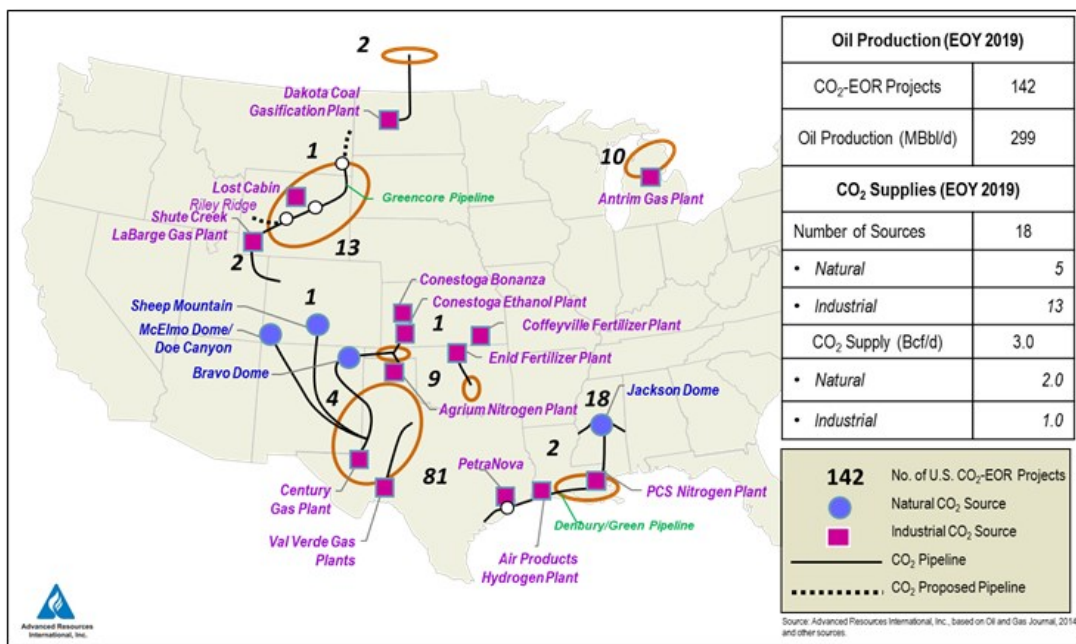 2
Dakota Coal
Gasification Plant
1
Lost Cabin
Riley Ridge
Shute Creek
LaBarge Gas Plant
Greencore Pipeline
13
2
10
Antrim Gas Plant
Conestoga Bonanza
Conestoga Ethanol Plant
Sheep Mountain
1
McElmo Dome/
Doe Canyon
1
Coffeyville Fertilizer Plant
Enid Fertilizer Plant
Bravo Dome
9
4
Agrium Nitrogen Plant
Jackson Dome
18
2
81
PetraNova
Century
Gas Plant
PCS Nitrogen Plant
Denbury/Green Pipeline
Val Verde Gas
Plants
Air Products
Hydrogen Plant
Advanced Resources
International, Inc.
Oil Production (EOY 2019)
CO2-EOR Projects 142
Oil Production (MBbl/d) 299
CO2 Supplies (EOY 2019)
Number of Sources 18
• Natural 5
• Industrial 13
CO2 Supply (Bcf/d) 3.0
• Natural 2.0
• Industrial 1.0
142 No. of U.S. CO2-EOR Projects
Natural CO2 Source
Industrial CO2 Source
CO2 Pipeline
CO2 Proposed Pipeline
Source: Advanced Resources International, Inc., based on Oil and Gas Journal, 2014
and other sources.